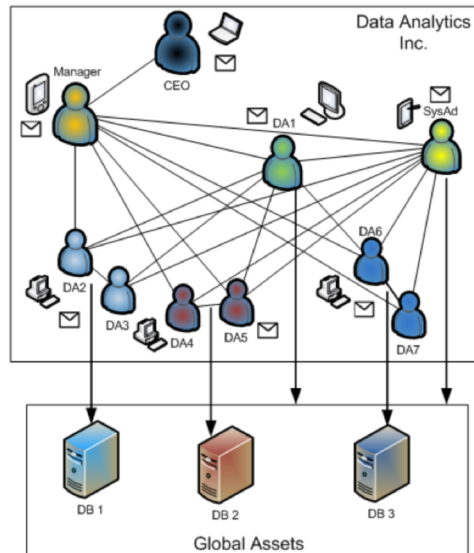 Data Analytics
Inc.
Manager
CEO
DA1
SysAd
DA6
DA2
DA3
DA4
DA5
DA7
DB 1
DB 2
DB 3
Global Assets